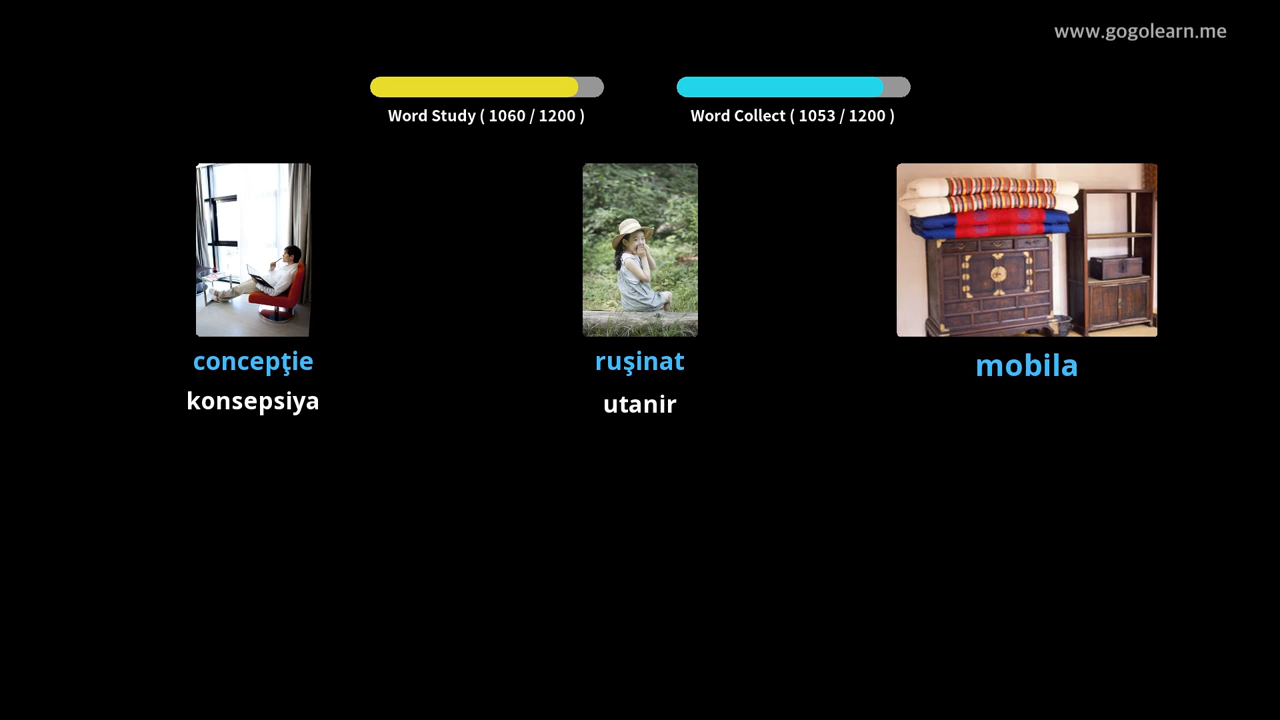 www.gogolearn.me
Word Study ( 1060 / 1200 )
Word Collect ( 1053 / 1200 )
concepţie
konsepsiya
ruşinat
utanir
mobila